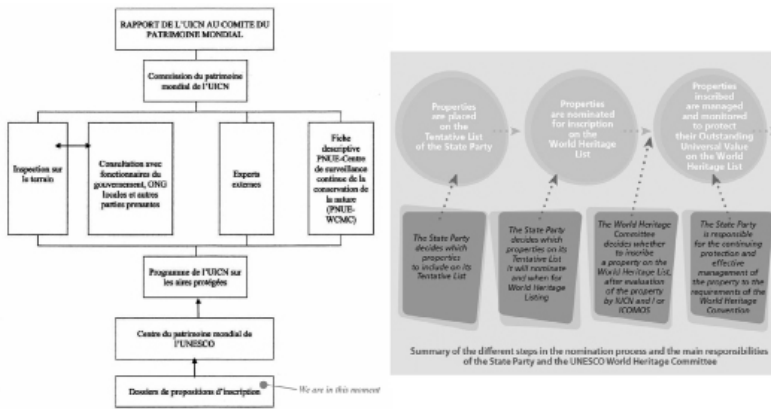 RAPPORT DE L'UICN AU COMITE DU
PATRIMOINE MONDIAL
Commission du patrimoine
mondial de l'UICN
Inspection sur
le terrain
Consultation avec
fonctionnaires du
gouvernement, ONG
locales et autres
parties prenantes
Experts
externes
Fiche
descriptive
PNUE-Centre
de surveillance
continue de la
conservation de
la nature
(PNUE-
WCMC)
Programme de l'UICN sur
les aires protégées
Centre du patrimoine mondial de
l'UNESCO
Dossiers de propositions d'inscription
We are in this moment
Properties
are placed
on the
Tentative List
of the State Party
Properties
are nominated
for inscription
on the
World Heritage
List
Properties
inscribed
are managed
and monitored
to protect
their Outstanding
Universal Value
on the World
Heritage List
The State Party
decides which
properties
to include on its
Tentative List
The State Party
decides which
properties on its
Tentative List
it will nominate
and when for
World Heritage
Listing
The World Heritage
Committee
decides whether
to inscribe
a property on the
World Heritage List,
after evaluation
of the property
by IUCN and / or
ICOMOS
The State Party
is responsible
for the continuing
protection and
effective
management of
the property to the
requirements of the
World Heritage
Convention
Summary of the different steps in the nomination process and the main responsibilities
of the State Party and the UNESCO World Heritage Committee